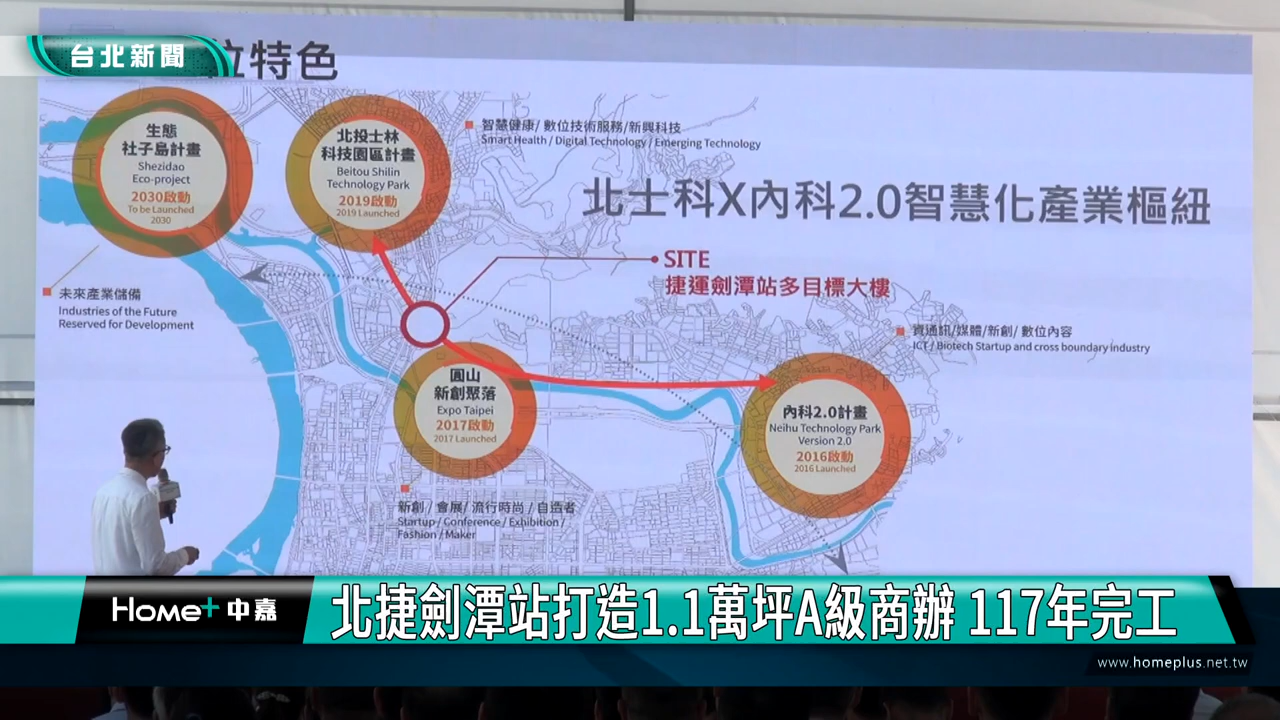 台北新聞
位特色
生態
社子島計畫
Shezidao
Eco-project
2030啟動
To be Launched
2030
北投士林
科技園區計畫
Beitou Shilin
Technology Park
2019啟動
2019 Launched
智慧健康/ 數位技術服務/新興科技
Smart Health / Digital Technology / Emerging Technology
北士科X內科2.0智慧化產業樞紐
SITE
捷運劍潭站多目標大樓
未來產業儲備
Industries of the Future
Reserved for Development
資通訊/媒體/新創/ 數位內容
ICT / Biotech Startup and cross boundary industry
圓山
新創聚落
Expo Taipei
2017啟動
2017 Launched
內科2.0計畫
Neihu Technology Park
Version 2.0
2016啟動
2016 Launched
新創 / 會展/ 流行時尚 / 自造者
Startup / Conference / Exhibition /
Fashion / Maker
Home+中嘉
北捷劍潭站打造1.1萬坪A級商辦 117年完工
www.homeplus.net.tw